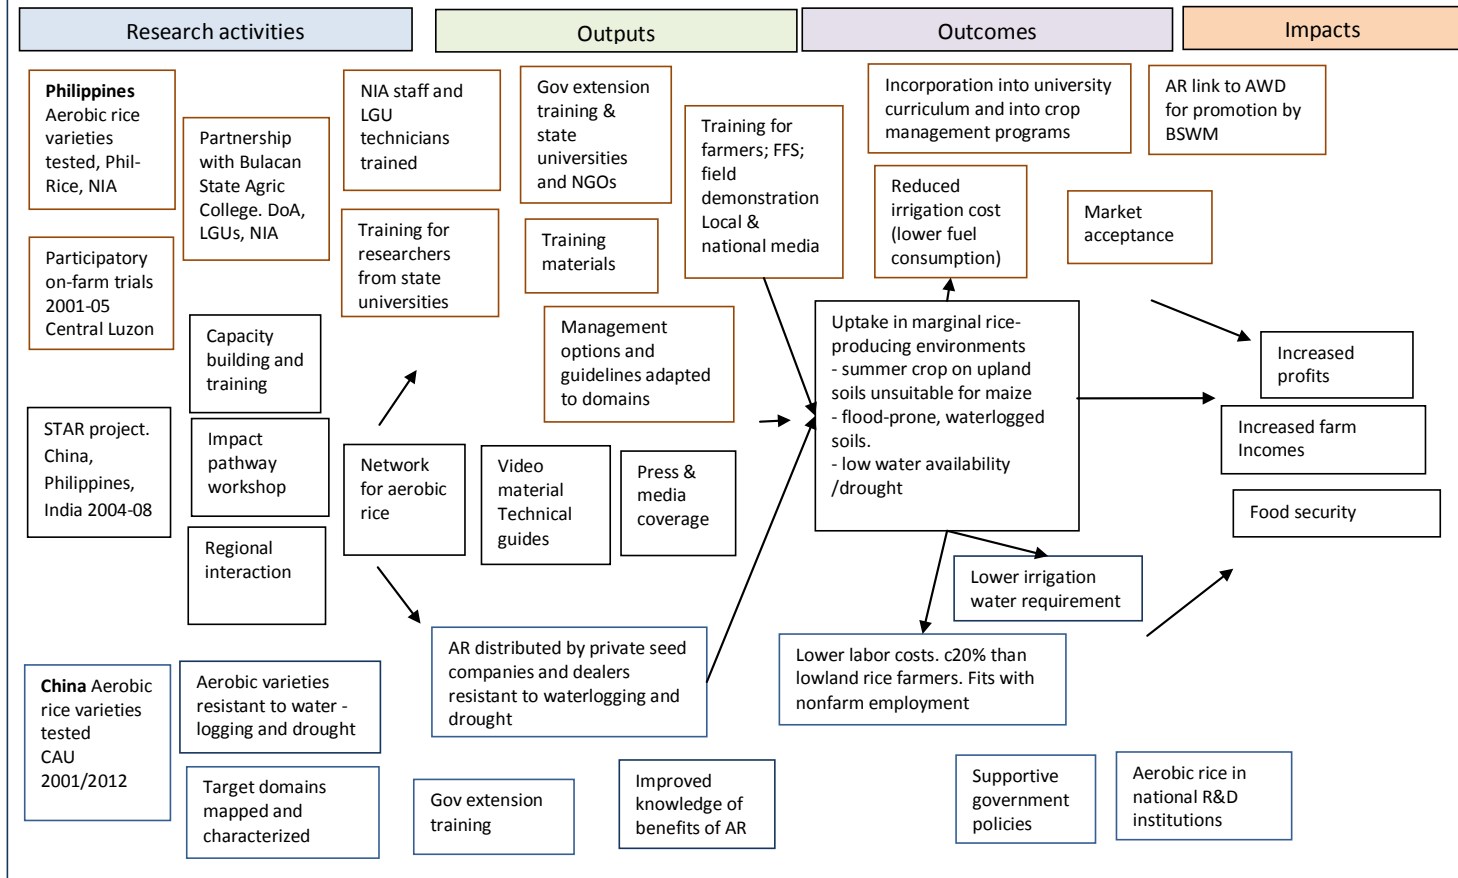 Research activities
Outputs
Outcomes
Impacts
Philippines
Aerobic rice
varieties
tested, Phil-
Rice, NIA
Partnership
with Bulacan
State Agric
College. DoA,
LGUs, NIA
NIA staff and
LGU
technicians
trained
Gov extension
training &
state
universities
and NGOs
Training for
farmers; FFS;
field
demonstration
Local &
national media
Incorporation into university
curriculum and into crop
management programs
AR link to AWD
for promotion by
BSWM
Participatory
on-farm trials
2001-05
Central Luzon
Training for
researchers
from state
universities
Training
materials
Reduced
irrigation cost
(lower fuel
consumption)
Market
acceptance
Capacity
building and
training
Management
options and
guidelines adapted
to domains
Uptake in marginal rice-
producing environments
- summer crop on upland
soils unsuitable for maize
- flood-prone, waterlogged
soils.
- low water availability
/drought
Increased
profits
STAR project.
China,
Philippines,
India 2004-08
Impact
pathway
workshop
Network
for aerobic
rice
Video
material
Technical
guides
Press &
media
coverage
Increased farm
Incomes
Food security
Regional
interaction
Lower irrigation
water requirement
AR distributed by private seed
companies and dealers
resistant to waterlogging and
drought
Lower labor costs. c20% than
lowland rice farmers. Fits with
nonfarm employment
China Aerobic
rice varieties
tested
CAU
2001/2012
Aerobic varieties
resistant to water -
logging and drought
Target domains
mapped and
characterized
Gov extension
training
Improved
knowledge of
benefits of AR
Supportive
government
policies
Aerobic rice in
national R&D
institutions